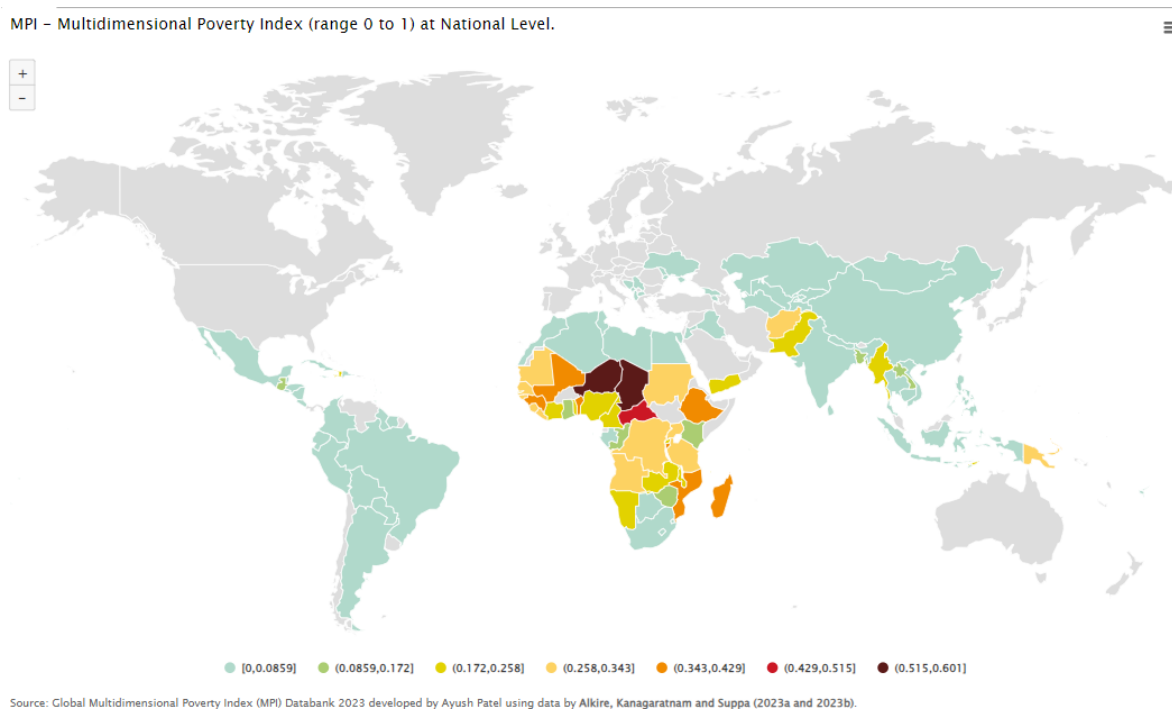 MPI – Multidimensional Poverty Index (range 0 to 1) at National Level.
+
–
[0,0.0859] (0.0859,0.172] (0.172,0.258] (0.258,0.343] (0.343,0.429] (0.429,0.515] (0.515,0.601]
Source: Global Multidimensional Poverty Index (MPI) Databank 2023 developed by Ayush Patel using data by Alkire, Kanagaratnam and Suppa (2023a and 2023b).